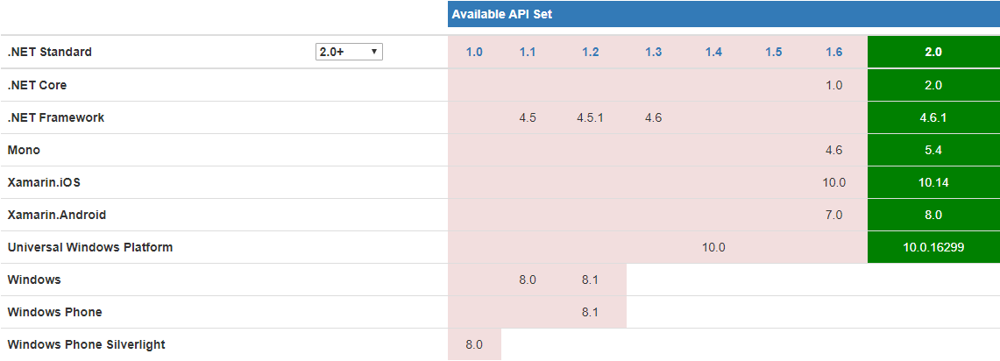 Available API Set
.NET Standard 2.0+ 1.0 1.1 1.2 1.3 1.4 1.5 1.6 2.0
.NET Core 1.0 2.0
.NET Framework 4.5 4.5.1 4.6 4.6.1
Mono 4.6 5.4
Xamarin.iOS 10.0 10.14
Xamarin.Android 7.0 8.0
Universal Windows Platform 10.0 10.0.16299
Windows 8.0 8.1
Windows Phone 8.1
Windows Phone Silverlight 8.0